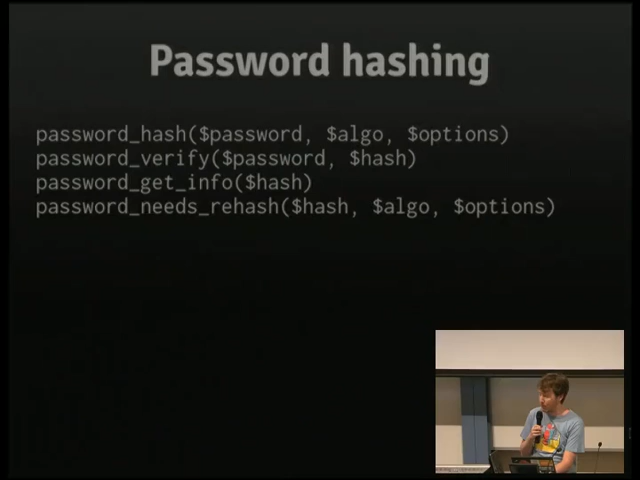 Password hashing
password_hash($password, $algo, $options)
password_verify($password, $hash)
password_get_info($hash)
password_needs_rehash($hash, $algo, $options)